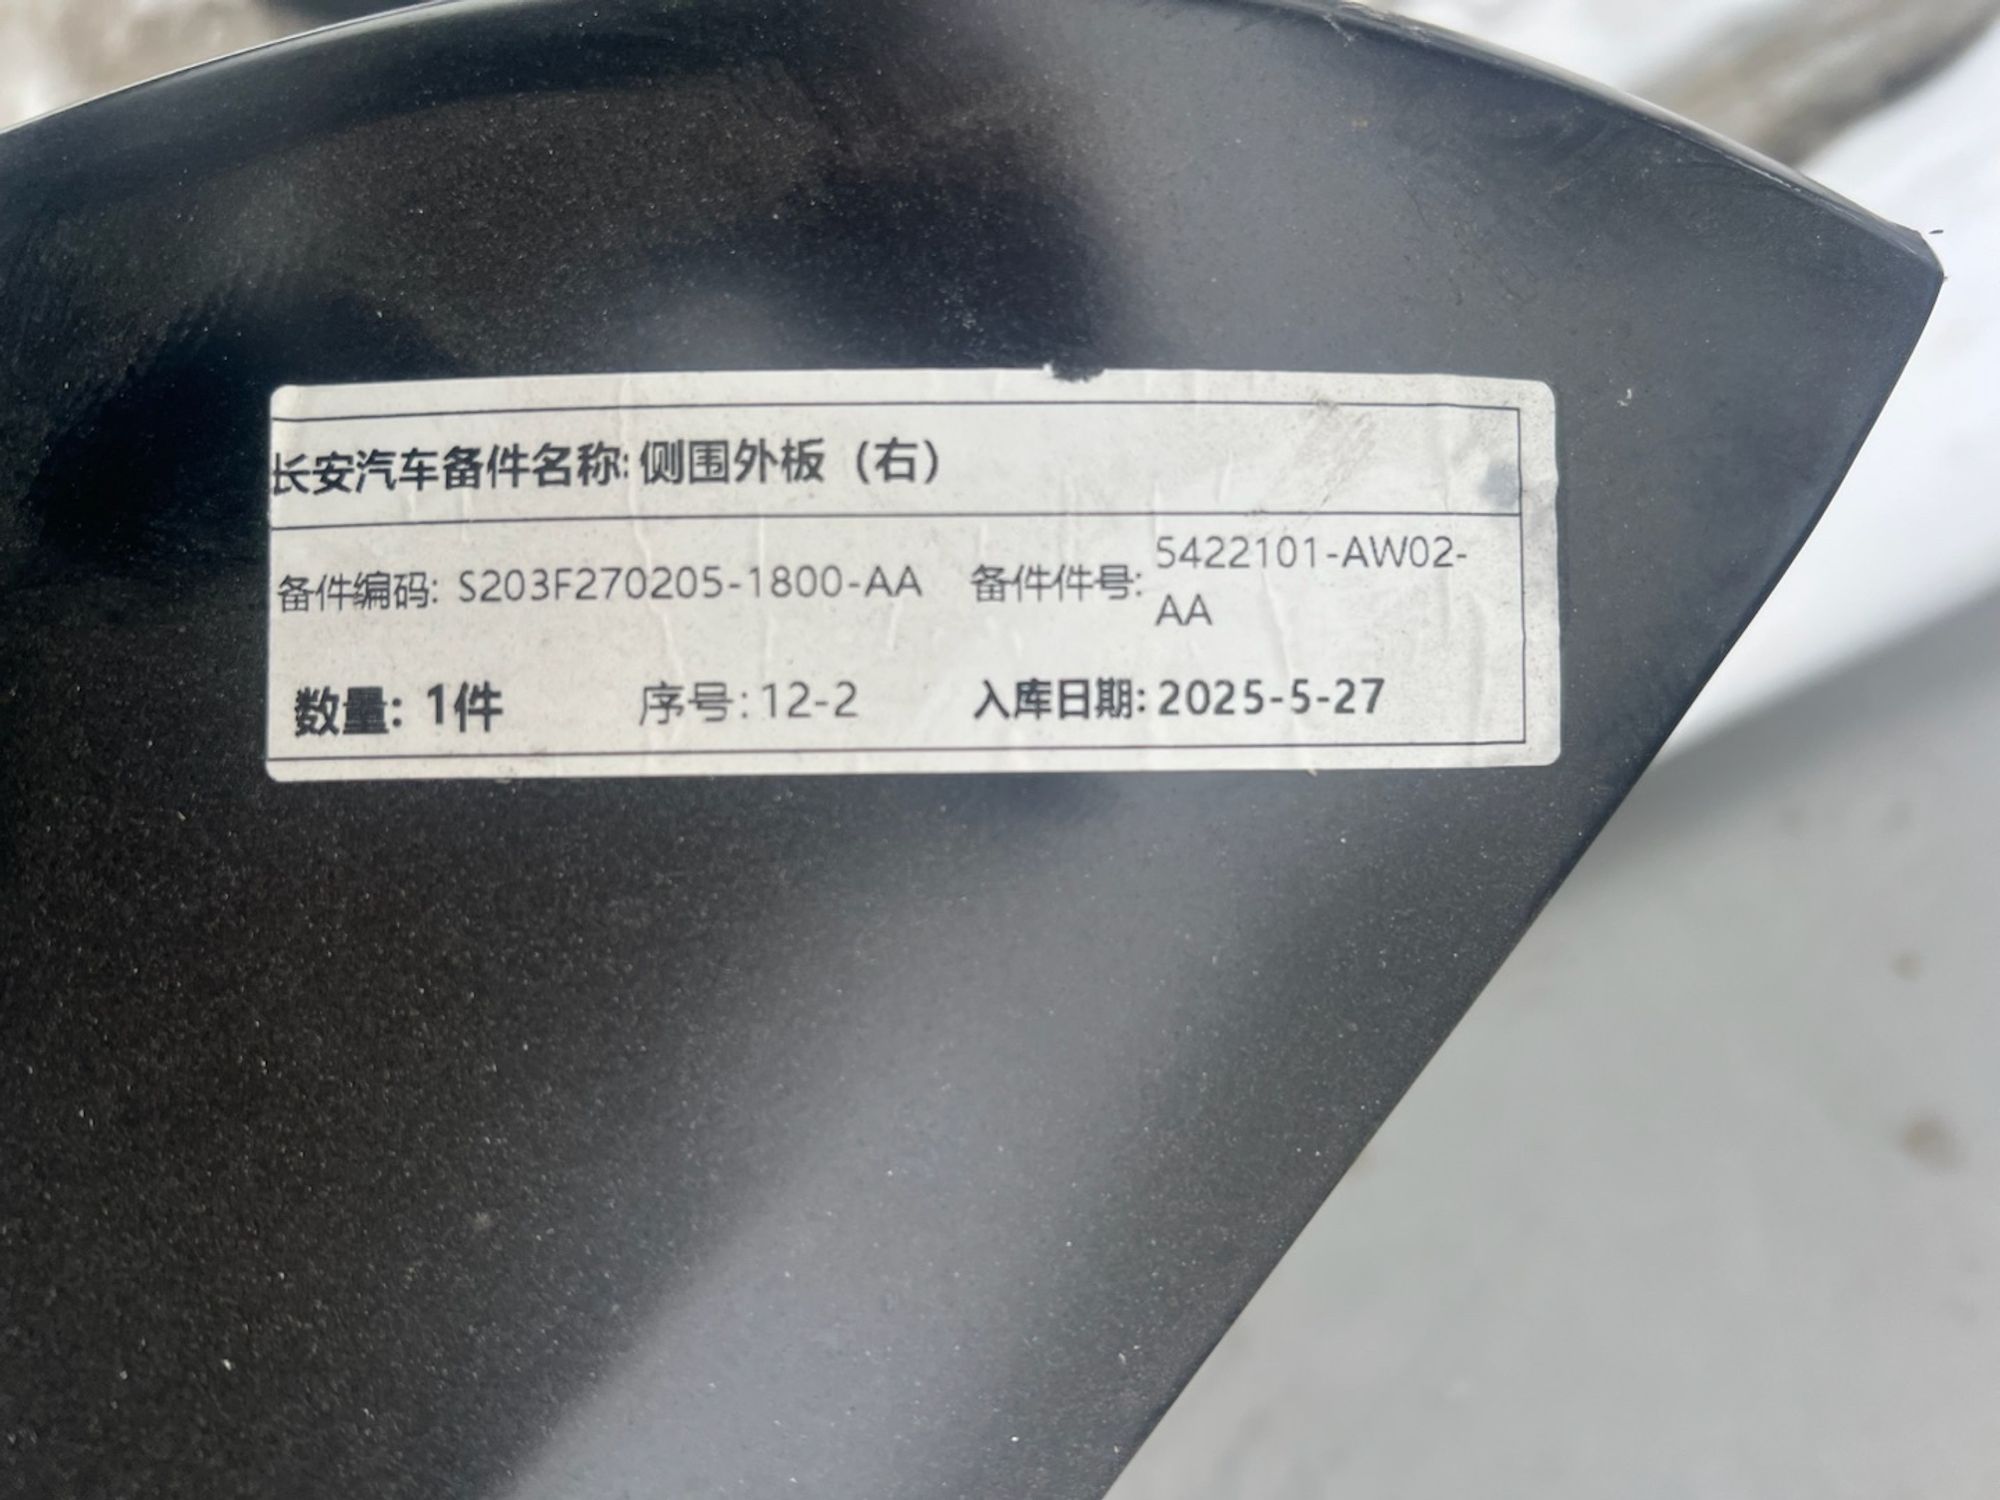 长安汽车备件名称: 侧围外板（右）
备件编码: S203F270205-1800-AA 备件件号: 5422101-AW02-
AA
数量: 1件 序号: 12-2 入库日期: 2025-5-27